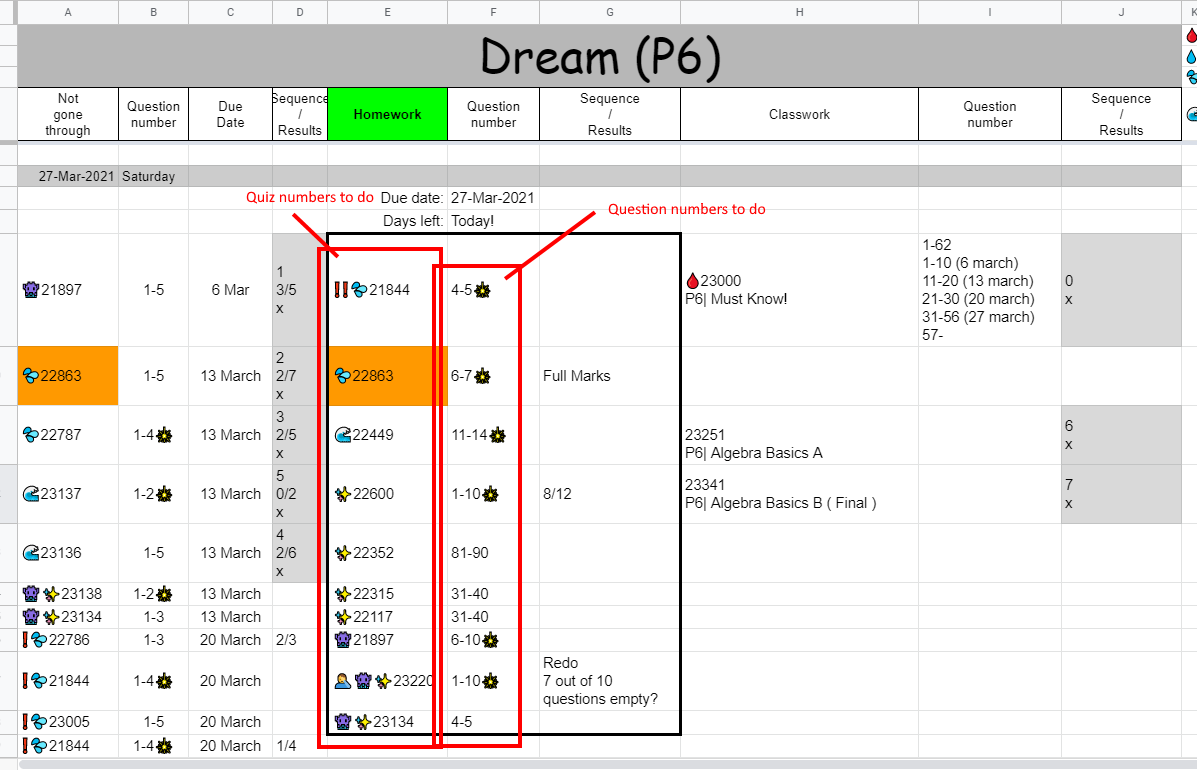 A B C D E F G H I J K
Dream (P6)
Not gone through Question number Due Date Sequence / Results Homework Question number Sequence / Results Classwork Question number Sequence / Results
27-Mar-2021 Saturday
Quiz numbers to do
Due date: 27-Mar-2021
Question numbers to do
Days left: Today!
21897 1-5 6 Mar
1
3/5
x
‼21844 4-5
23000
P6| Must Know!
1-62
1-10 (6 march)
11-20 (13 march)
21-30 (20 march)
31-56 (27 march)
57-
0
x
22863 1-5 13 March
2
2/7
x
22863 6-7 Full Marks
22787 1-4 13 March
3
2/5
x
22449 11-14
23251
P6| Algebra Basics A
6
x
23137 1-2 13 March
5
0/2
x
22600 1-10 8/12
23341
P6| Algebra Basics B ( Final )
7
x
23136 1-5 13 March
4
2/6
x
22352 81-90
23138 1-2 13 March 22315 31-40
23134 1-3 13 March 22117 31-40
❗22786 1-3 20 March 2/3 21897 6-10
❗21844 1-4 20 March 23220 1-10
Redo
7 out of 10
questions empty?
❗23005 1-5 20 March 23134 4-5
❗21844 1-4 20 March 1/4